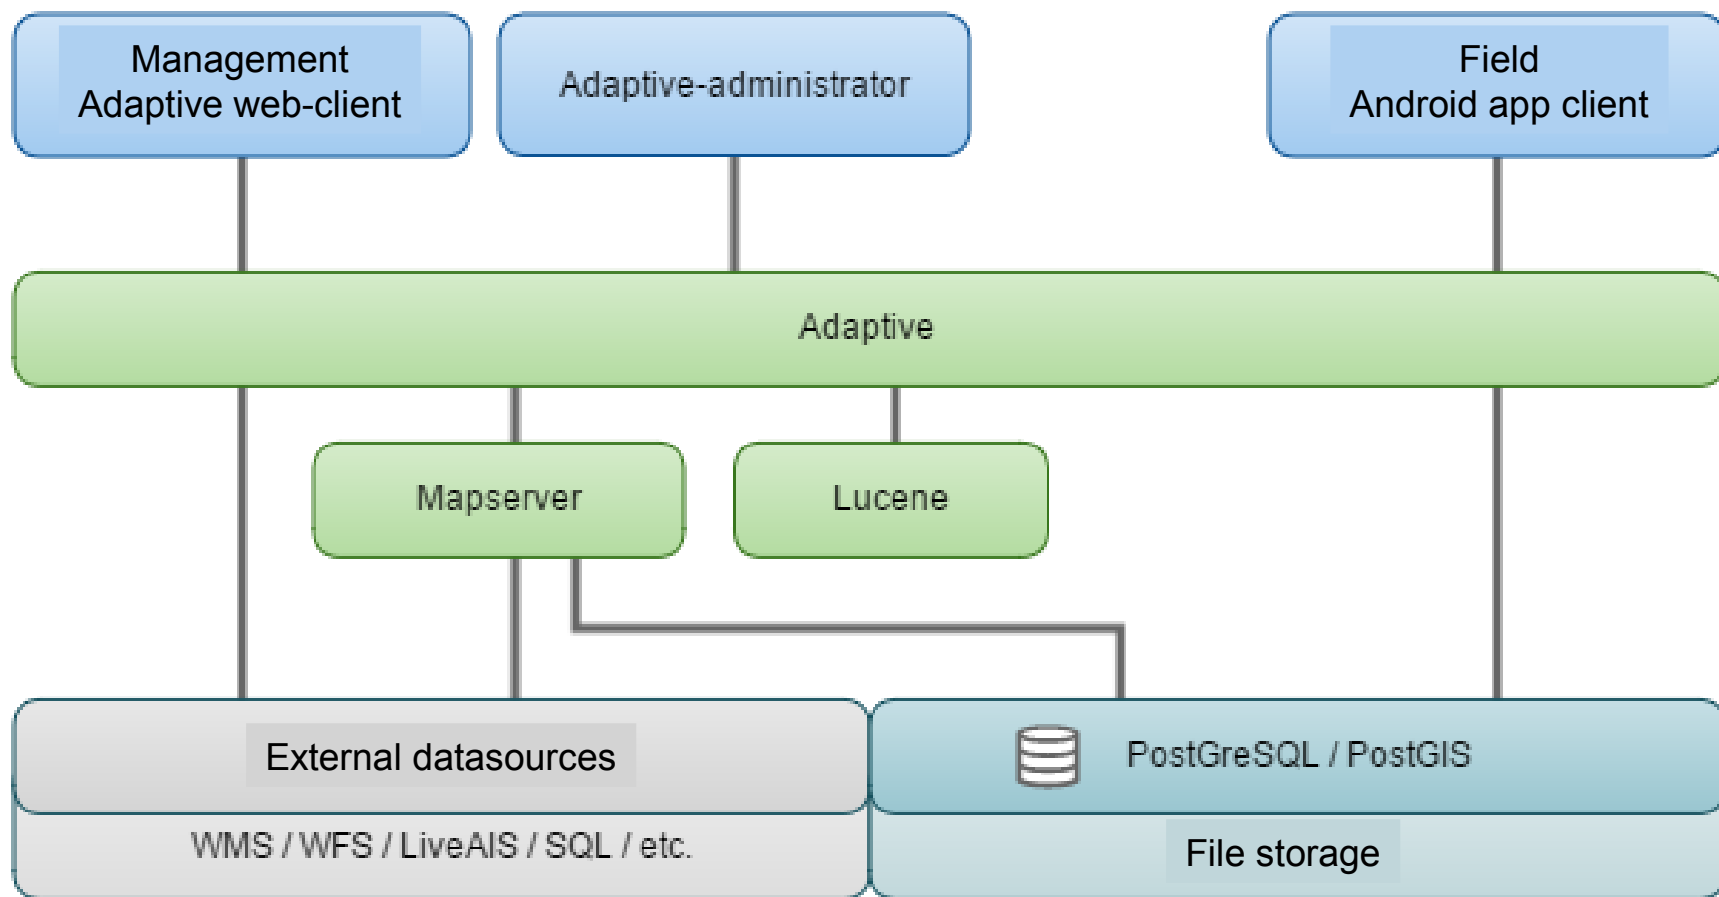 Management
Adaptive web-client
Adaptive-administrator
Field
Android app client
Adaptive
Mapserver
Lucene
External datasources
PostGreSQL / PostGIS
WMS / WFS / LiveAIS / SQL / etc.
File storage